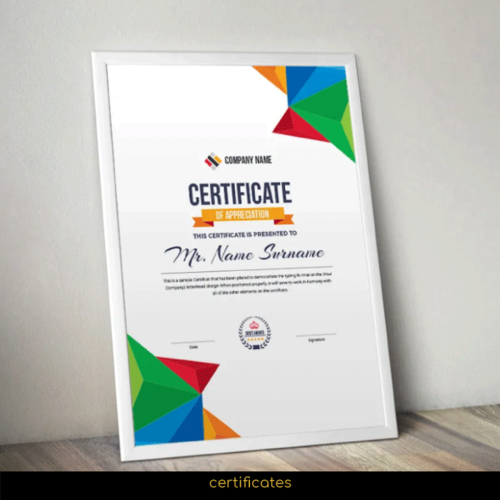 COMPANY NAME
CERTIFICATE
OF APPRECIATION
THIS CERTIFICATE IS PRESENTED TO
Mr. Name Surname
This is a sample Certificate that has been placed to demonstrate the typing its email on the
(Company) letterhead design. When positioned properly, it will serve to work in harmony with
all of the other elements on the certificate.
Date
Signature
BEST AWARD
certificates